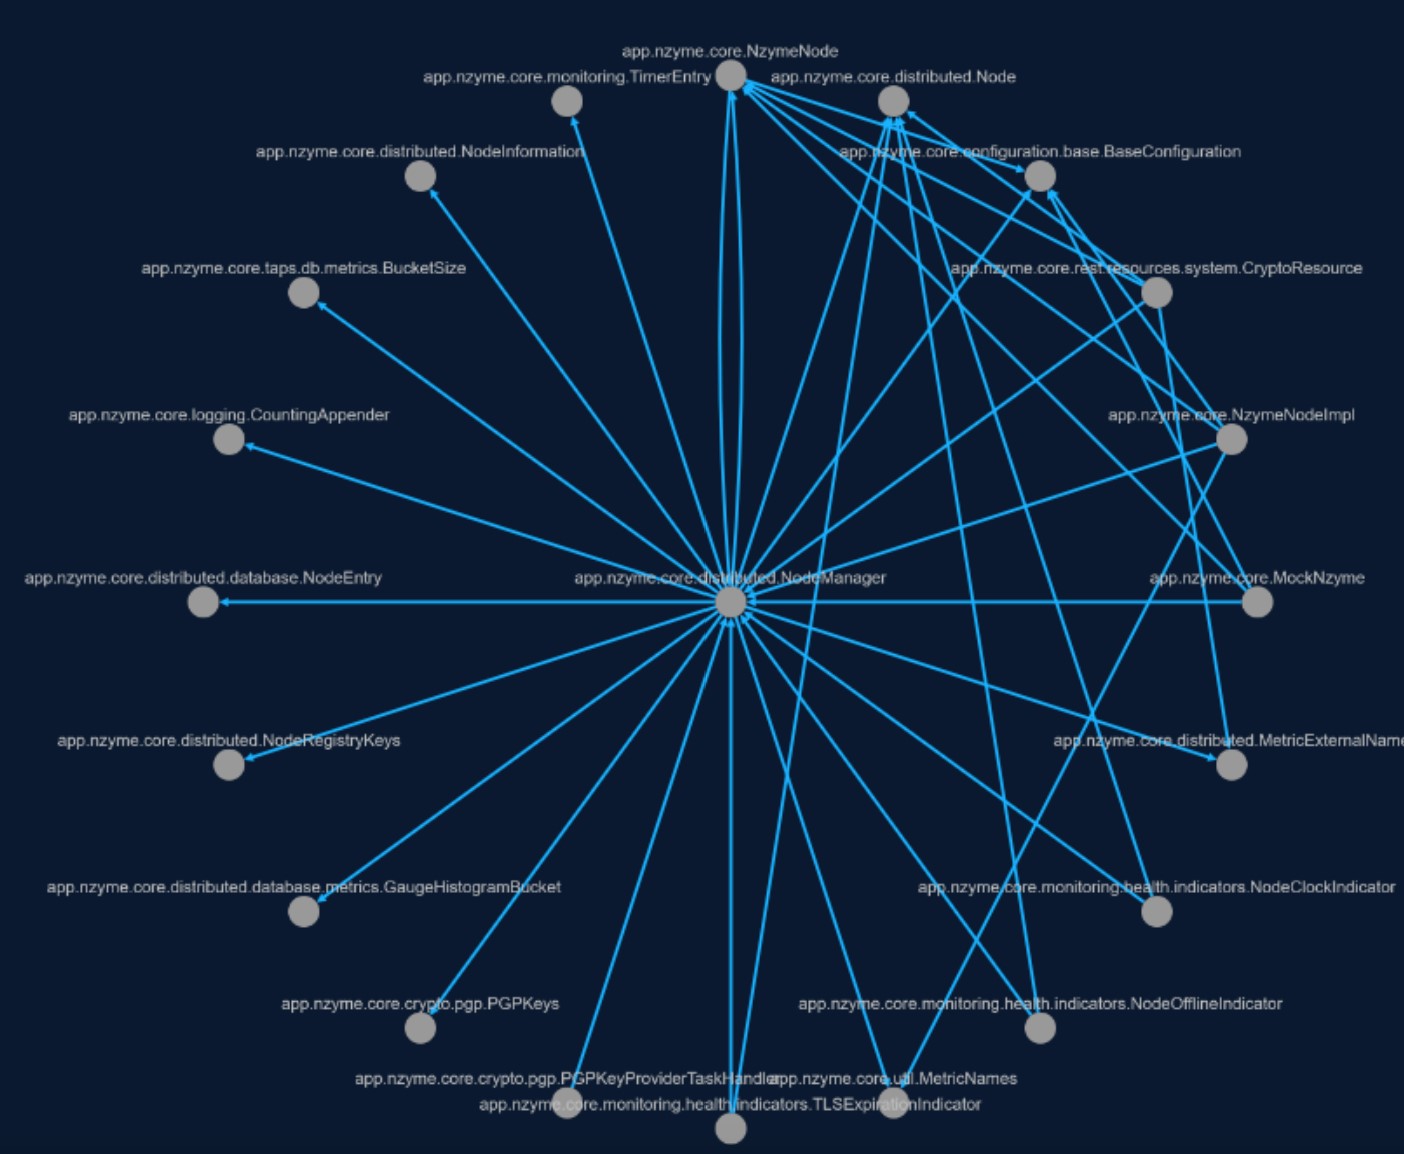 app.nzyme.core.NzymeNode
app.nzyme.core.monitoring.TimerEntry
app.nzyme.core.distributed.Node
app.nzyme.core.distributed.NodeInformation
app.nzyme.core.configuration.base.BaseConfiguration
app.nzyme.core.taps.db.metrics.BucketSize
app.nzyme.core.rest.resources.system.CryptoResource
app.nzyme.core.logging.CountingAppender
app.nzyme.core.NzymeNodeImpl
app.nzyme.core.distributed.database.NodeEntry
app.nzyme.core.distributed.NodeManager
app.nzyme.core.MockNzyme
app.nzyme.core.distributed.NodeRegistryKeys
app.nzyme.core.distributed.MetricExternalName
app.nzyme.core.distributed.database.metrics.GaugeHistogramBucket
app.nzyme.core.monitoring.health.indicators.NodeClockIndicator
app.nzyme.core.crypto.pgp.PGPKeys
app.nzyme.core.monitoring.health.indicators.NodeOfflineIndicator
app.nzyme.core.crypto.pgp.PGPKeyProviderTaskHandler
app.nzyme.core.util.MetricNames
app.nzyme.core.monitoring.health.indicators.TLSExpirationIndicator